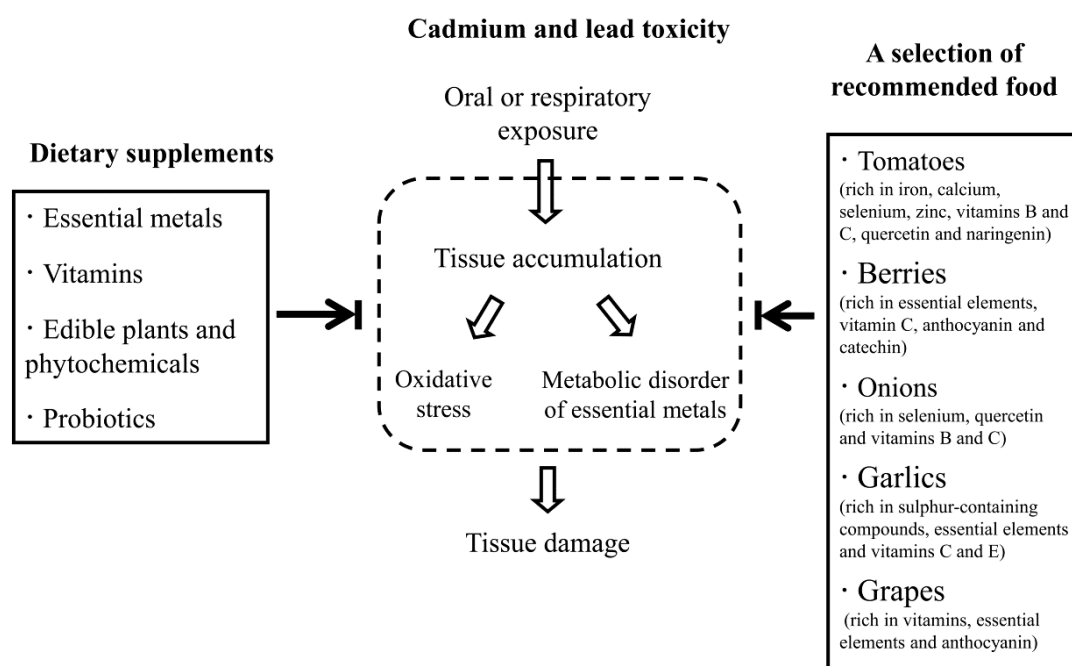 Cadmium and lead toxicity
Oral or respiratory
exposure
Tissue accumulation
Oxidative
stress
Metabolic disorder
of essential metals
Tissue damage
Dietary supplements
· Essential metals
· Vitamins
· Edible plants and
phytochemicals
· Probiotics
A selection of
recommended food
· Tomatoes
(rich in iron, calcium,
selenium, zinc, vitamins B and
C, quercetin and naringenin)
· Berries
(rich in essential elements,
vitamin C, anthocyanin and
catechin)
· Onions
(rich in selenium, quercetin
and vitamins B and C)
· Garlics
(rich in sulphur-containing
compounds, essential elements
and vitamins C and E)
· Grapes
(rich in vitamins, essential
elements and anthocyanin)